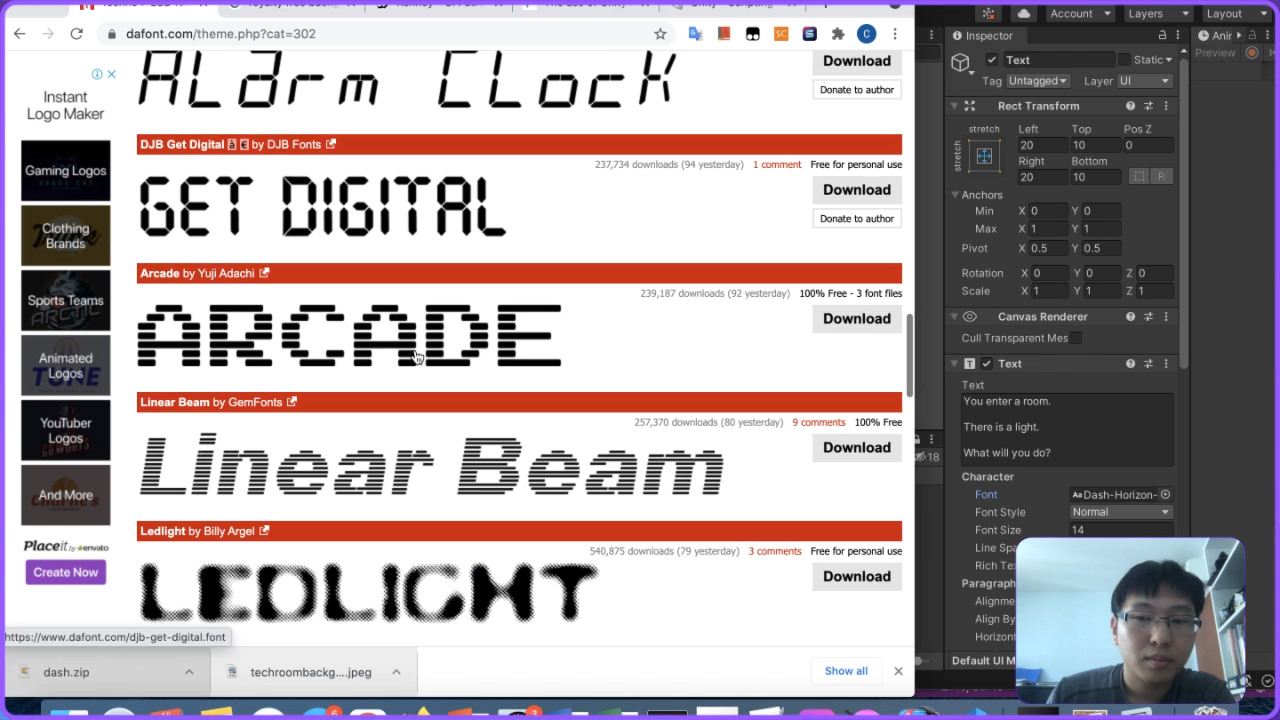 dafont.com/theme.php?cat=302
C
Account
Layers
Layout
Instant
Logo Maker
Gaming Logos
Clothing
Brands
Sports Teams
Animated
Logos
YouTuber
Logos
And More
Placeit by envato
Create Now
ALarm CLocK
Download
Donate to author
DJB Get Digital à € by DJB Fonts
237,734 downloads (94 yesterday) 1 comment Free for personal use
GET DIGITAL
Download
Donate to author
Arcade by Yuji Adachi
239,187 downloads (92 yesterday) 100% Free - 3 font files
ARCADE
Download
Linear Beam by GemFonts
257,370 downloads (80 yesterday) 9 comments 100% Free
Linear Beam
Download
Ledlight by Billy Argel
540,875 downloads (79 yesterday) 3 comments Free for personal use
LEDLIGHT
Download
https://www.dafont.com/djb-get-digital.font
dash.zip
techroombackg....jpeg
Show all
Inspector
Anir
Preview
Text
Static
Tag Untagged Layer UI
Rect Transform
stretch
stretch
Left Top Pos Z
20 10 0
Right Bottom
20 10
R
Anchors
Min X 0 Y 0
Max X 1 Y 1
Pivot X 0.5 Y 0.5
Rotation X 0 Y 0 Z 0
Scale X 1 Y 1 Z 1
Canvas Renderer
Cull Transparent Mes
T Text
Text
You enter a room.
There is a light.
What will you do?
Character
Font Aa Dash-Horizon-
Font Style Normal
Font Size 14
Line Spa
Rich Tex
Paragrap
Alignme
Align By
Horizont
Default UI M
18